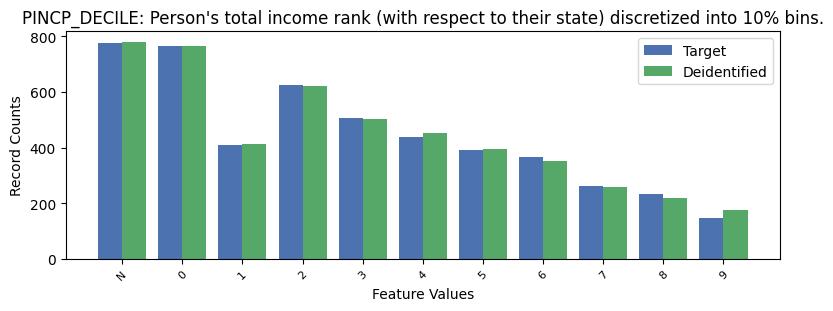 PINCP_DECILE: Person's total income rank (with respect to their state) discretized into 10% bins.
800
600
400
200
0
Record Counts
Target
Deidentified
N 0 1 2 3 4 5 6 7 8 9
Feature Values